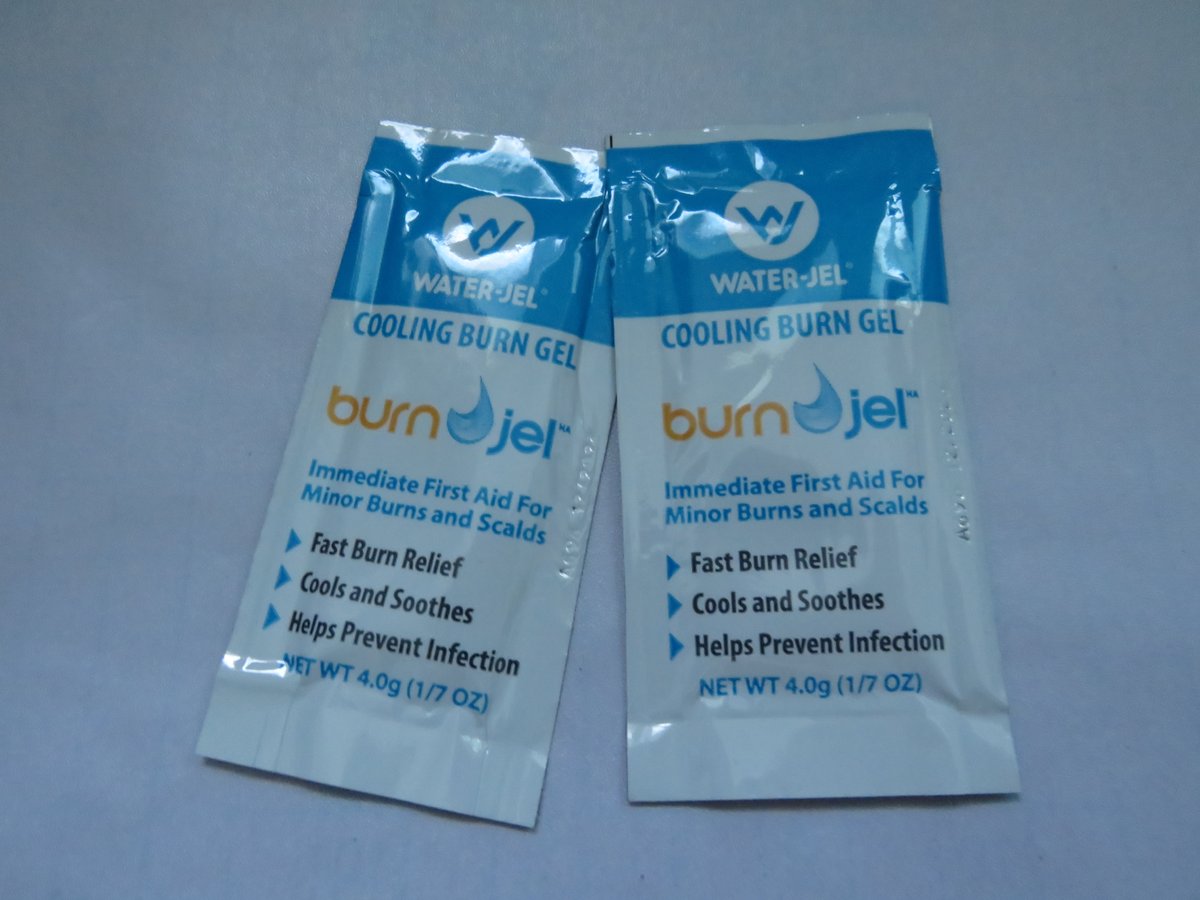 WATER-JEL®
COOLING BURN GEL
burn jel NA
Immediate First Aid For
Minor Burns and Scalds
Fast Burn Relief
Cools and Soothes
Helps Prevent Infection
NET WT 4.0g (1/7 OZ)
WATER-JEL®
COOLING BURN GEL
burn jel NA
Immediate First Aid For
Minor Burns and Scalds
Fast Burn Relief
Cools and Soothes
Helps Prevent Infection
NET WT 4.0g (1/7 OZ)